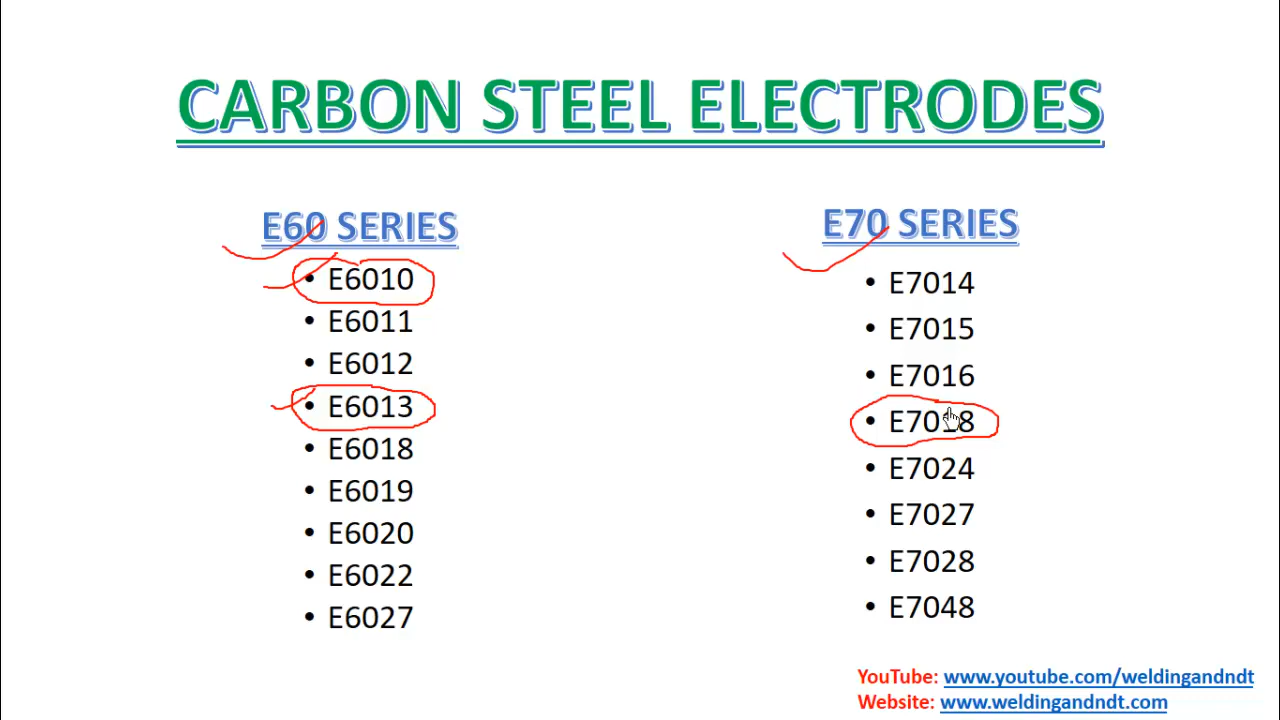 CARBON STEEL ELECTRODES
E60 SERIES
• E6010
• E6011
• E6012
• E6013
• E6018
• E6019
• E6020
• E6022
• E6027
E70 SERIES
• E7014
• E7015
• E7016
• E7018
• E7024
• E7027
• E7028
• E7048
YouTube: www.youtube.com/weldingandndt
Website: www.weldingandndt.com